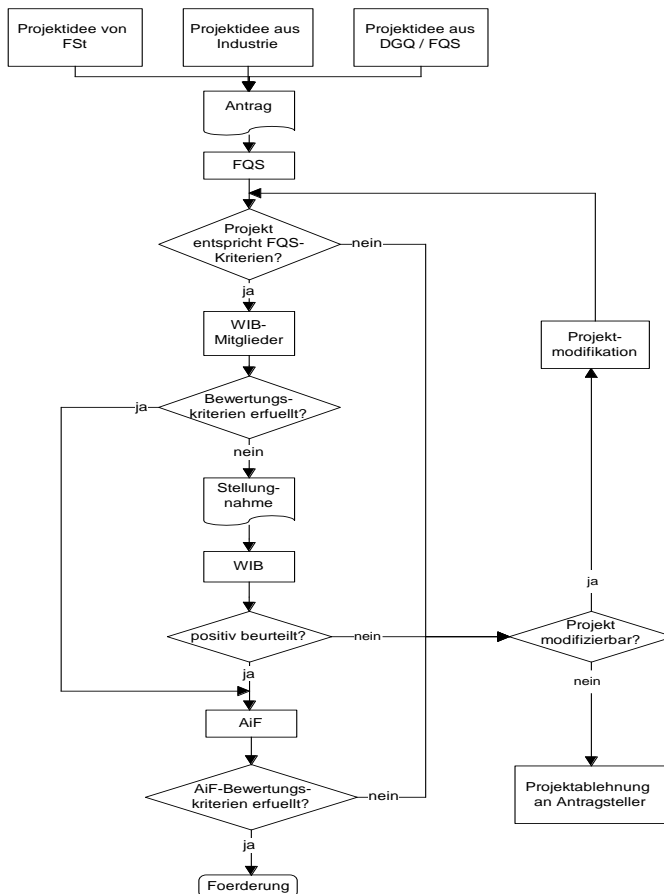 Projektidee von
FSt
Projektidee aus
Industrie
Projektidee aus
DGQ / FQS
Antrag
FQS
Projekt
entspricht FQS-
Kriterien?
nein
ja
WIB-
Mitglieder
Projekt-
modifikation
Bewertungs-
kriterien erfuellt?
ja
nein
Stellung-
nahme
WIB
ja
positiv beurteilt?
nein
Projekt
modifizierbar?
ja
nein
AiF
AiF-Bewertungs-
kriterien erfuellt?
nein
Projektablehnung
an Antragsteller
ja
Foerderung